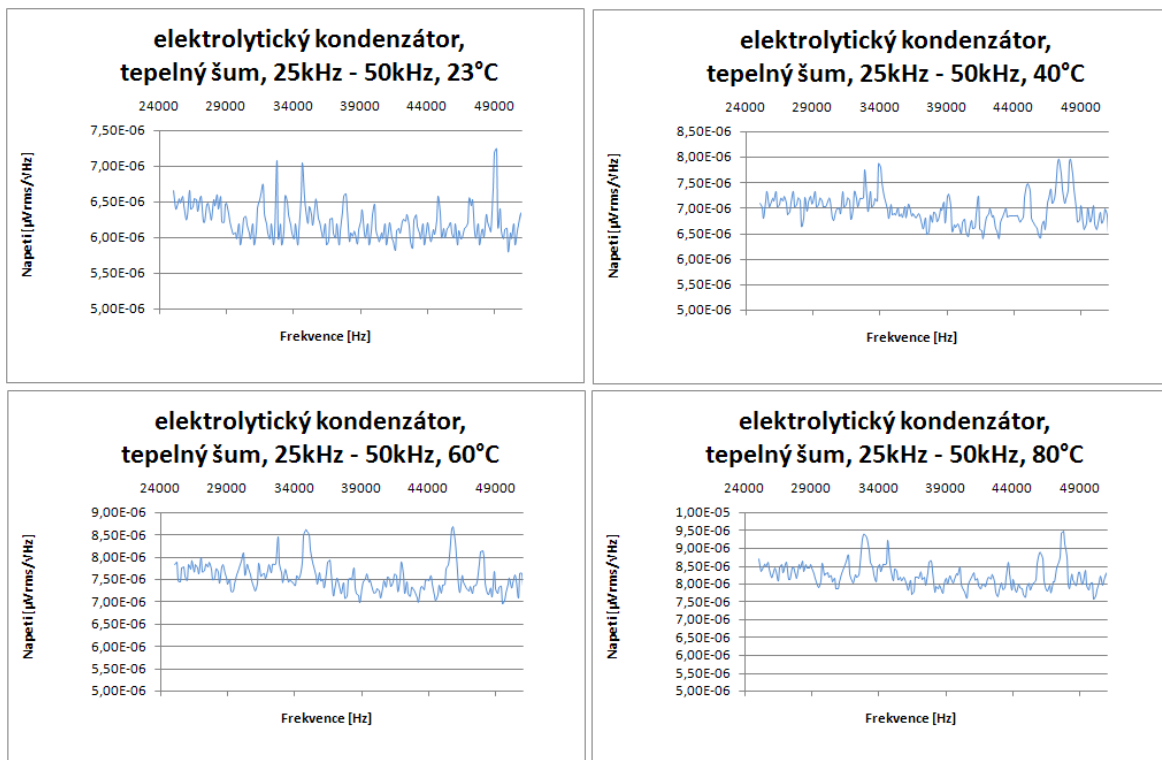 elektrolytický kondenzátor,
tepelný šum, 25kHz - 50kHz, 23°C
24000 29000 34000 39000 44000 49000
7,50E-06
7,00E-06
6,50E-06
6,00E-06
5,50E-06
5,00E-06
Napeti [µVrms/√Hz]
Frekvence [Hz]
elektrolytický kondenzátor,
tepelný šum, 25kHz - 50kHz, 40°C
24000 29000 34000 39000 44000 49000
8,50E-06
8,00E-06
7,50E-06
7,00E-06
6,50E-06
6,00E-06
5,50E-06
5,00E-06
Napeti [µVrms/√Hz]
Frekvence [Hz]
elektrolytický kondenzátor,
tepelný šum, 25kHz - 50kHz, 60°C
24000 29000 34000 39000 44000 49000
9,00E-06
8,50E-06
8,00E-06
7,50E-06
7,00E-06
6,50E-06
6,00E-06
5,50E-06
5,00E-06
Napeti [µVrms/√Hz]
Frekvence [Hz]
elektrolytický kondenzátor,
tepelný šum, 25kHz - 50kHz, 80°C
24000 29000 34000 39000 44000 49000
1,00E-05
9,50E-06
9,00E-06
8,50E-06
8,00E-06
7,50E-06
7,00E-06
6,50E-06
6,00E-06
5,50E-06
5,00E-06
Napeti [µVrms/√Hz]
Frekvence [Hz]